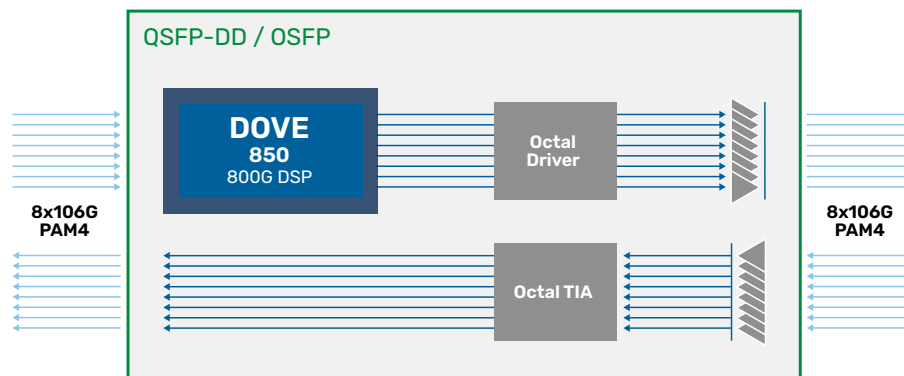 QSFP-DD / OSFP
DOVE
850
800G DSP
Octal
Driver
8x106G
PAM4
8x106G
PAM4
Octal TIA